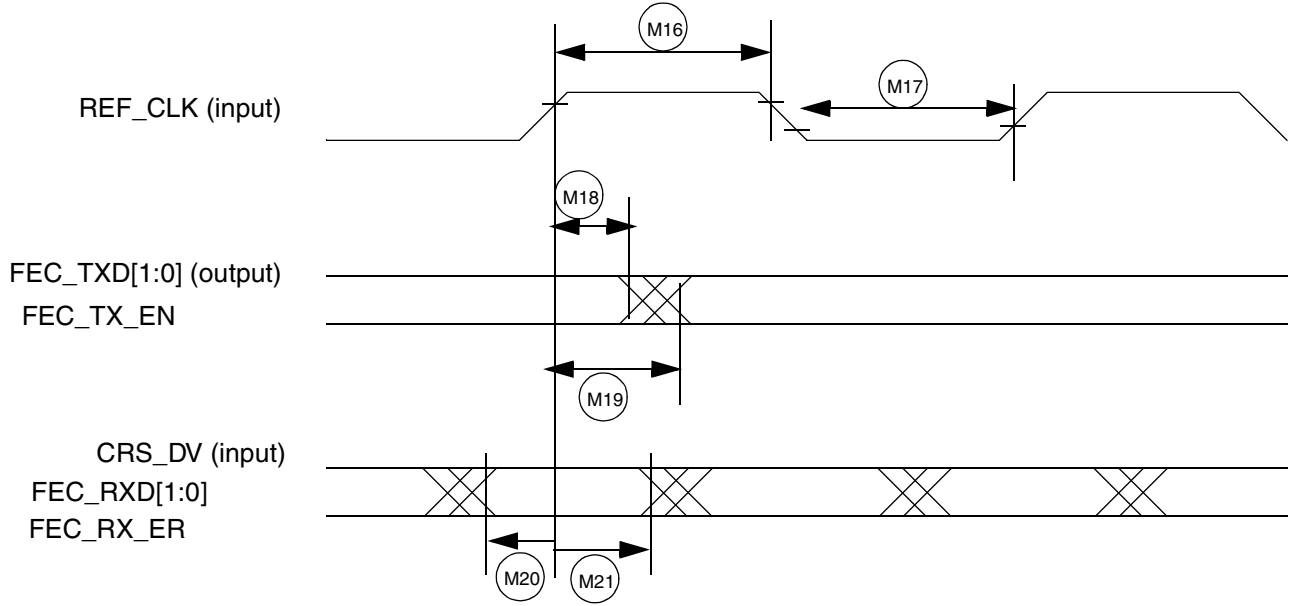 M16
M17
REF_CLK (input)
M18
FEC_TXD[1:0] (output)
FEC_TX_EN
M19
CRS_DV (input)
FEC_RXD[1:0]
FEC_RX_ER
M20
M21